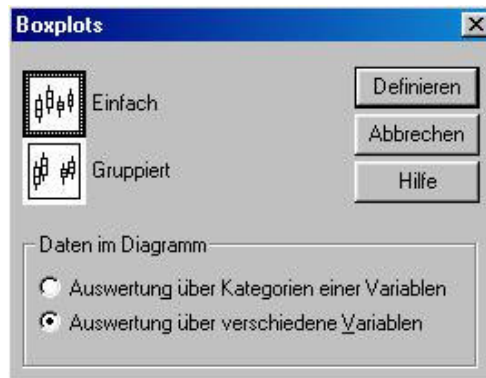 Boxplots
Einfach
Gruppiert
Definieren
Abbrechen
Hilfe
Daten im Diagramm
Auswertung über Kategorien einer Variablen
Auswertung über verschiedene Variablen